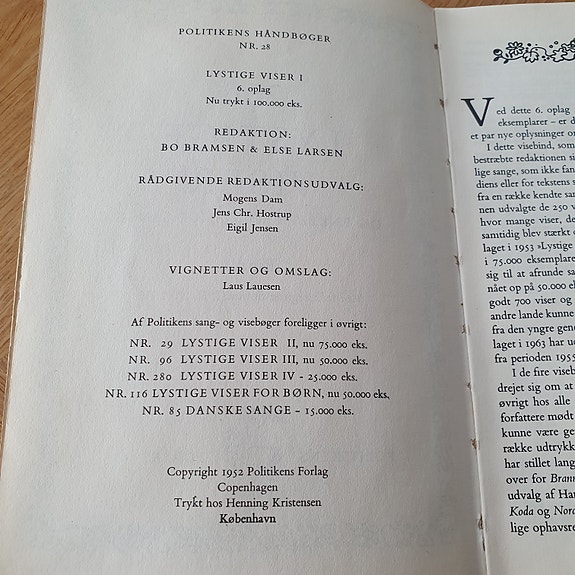 POLITIKENS HÅNDBØGER
NR. 28
LYSTIGE VISER I
6. oplag
Nu trykt i 100.000 eks.
REDAKTION:
BO BRAMSEN & ELSE LARSEN
RÅDGIVENDE REDAKTIONSUDVALG:
Mogens Dam
Jens Chr. Hostrup
Eigil Jensen
VIGNETTER OG OMSLAG:
Laus Lauesen
Af Politikens sang- og visebøger foreligger i øvrigt:
NR. 29 LYSTIGE VISER II, nu 75.000 eks.
NR. 96 LYSTIGE VISER III, nu 50.000 eks.
NR. 280 LYSTIGE VISER IV - 25.000 eks.
NR. 116 LYSTIGE VISER FOR BØRN, nu 50.000 eks.
NR. 85 DANSKE SANGE - 15.000 eks.
Copyright 1952 Politikens Forlag
Copenhagen
Trykt hos Henning Kristensen
København
Ved dette 6. oplag
eksemplarer – er d
et par nye oplysninger or
I dette visebind, som
bestræbte redaktionen si
lige sange, som ikke fan
diens eller for tekstens s
fra en række kendte san
nen udvalgte de 250 v
hvor mange viser, de
samtidig blev stærkt o
laget i 1953 »Lystige
i 75.000 eksemplare
sig til at afrunde sa
nået op på 50.000 e
godt 700 viser og
andre lande kunne
fra den yngre gene
laget i 1963 ud
fra perioden 1955
I de fire viseb
drejet sig om at
øvrigt hos alle
forfattere mødt
kunne være ge
række udtrykk
har stillet lang
over for Brann
udvalg af Har
Koda og Nord
lige ophavsre